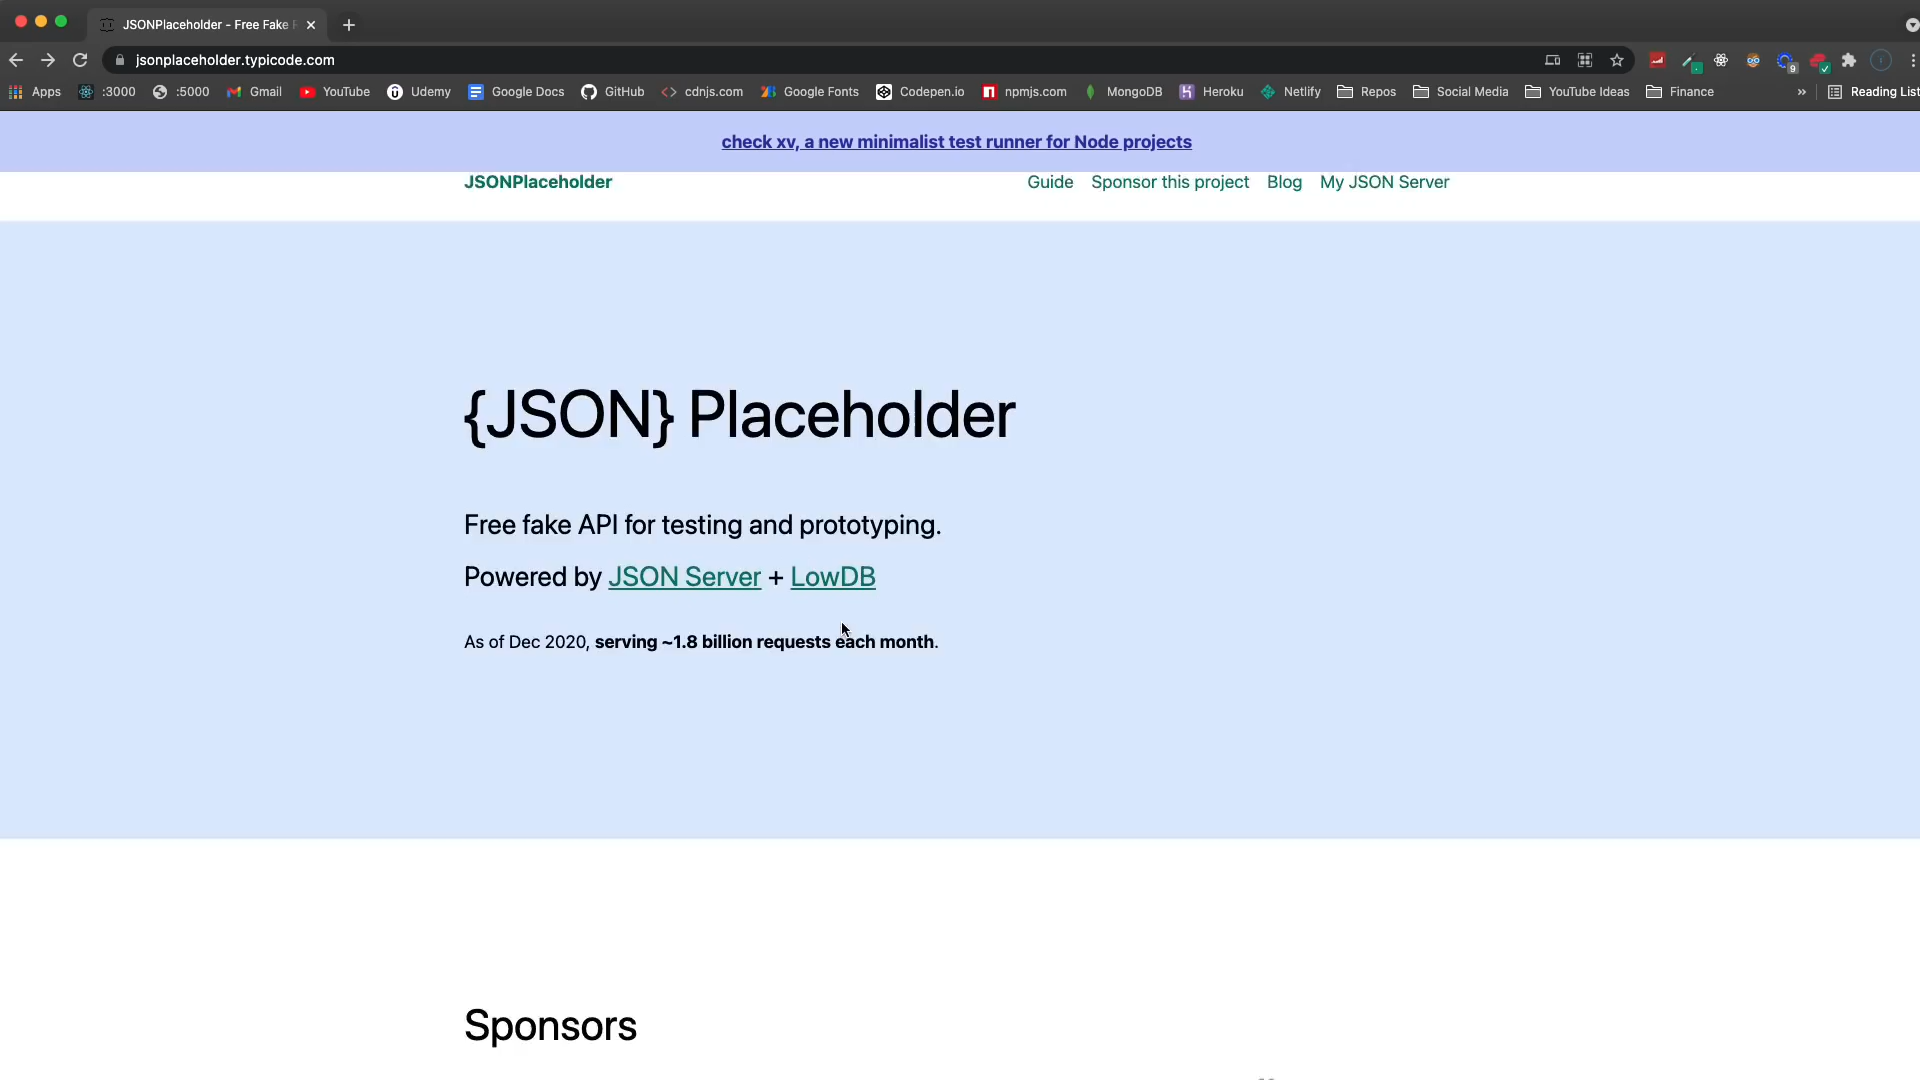 JSONPlaceholder - Free Fake
jsonplaceholder.typicode.com
9
Apps :3000 :5000 Gmail YouTube Udemy Google Docs GitHub cdnjs.com Google Fonts Codepen.io npmjs.com MongoDB Heroku Netlify Repos Social Media YouTube Ideas Finance » Reading List
check xv, a new minimalist test runner for Node projects
JSONPlaceholder Guide Sponsor this project Blog My JSON Server
{JSON} Placeholder
Free fake API for testing and prototyping.
Powered by JSON Server + LowDB
As of Dec 2020, serving ~1.8 billion requests each month.
Sponsors